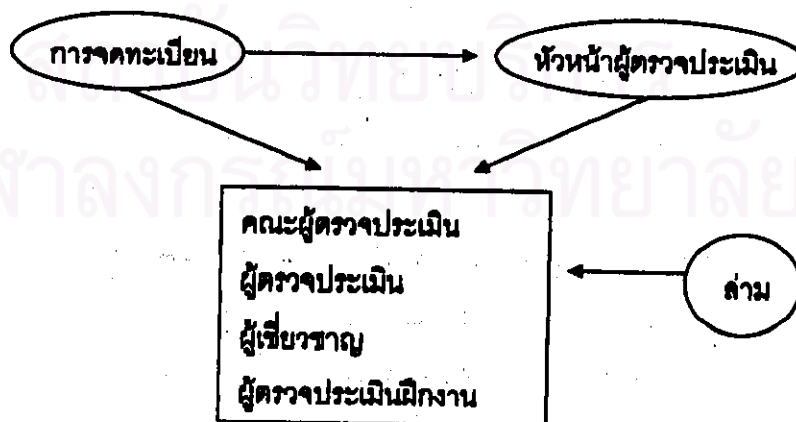 การจดทะเบียน
หัวหน้าผู้ตรวจประเมิน
คณะผู้ตรวจประเมิน
ผู้ตรวจประเมิน
ล่าม
ผู้เชี่ยวชาญ
ผู้ตรวจประเมินฝึกงาน